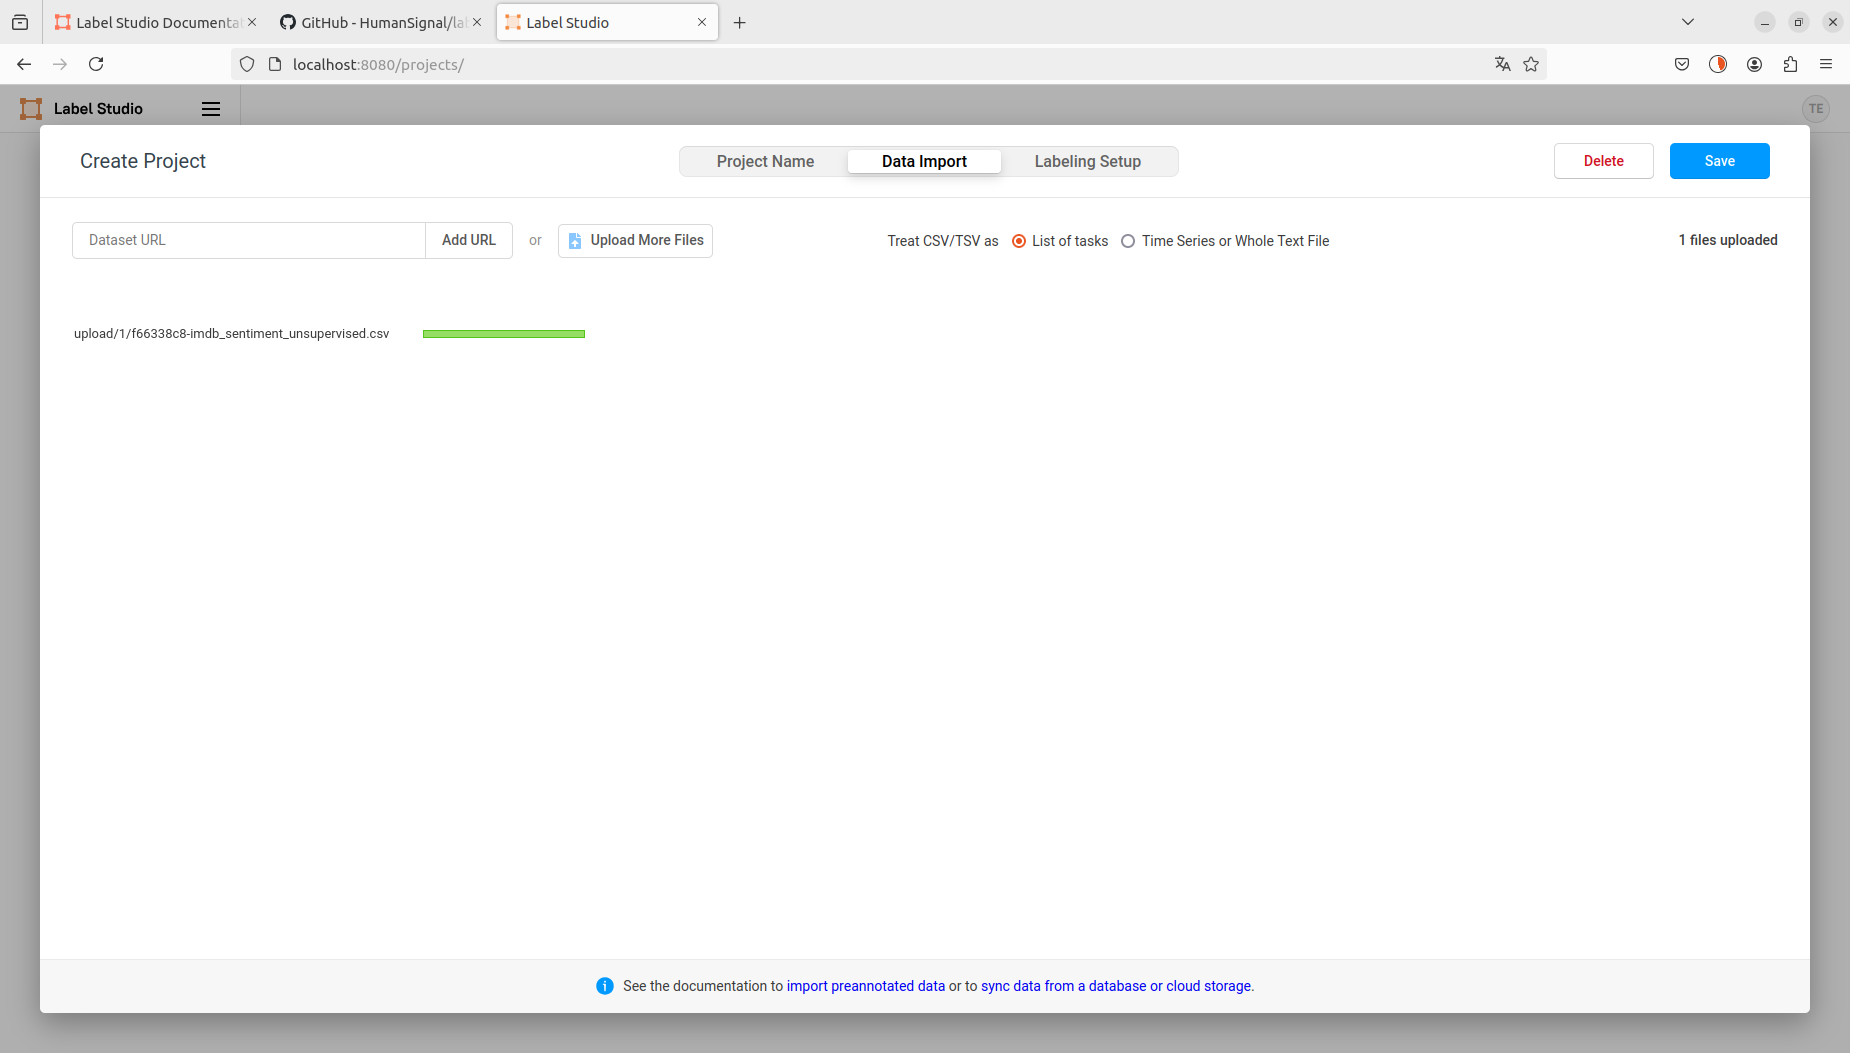 Label Studio Documenta
GitHub - HumanSignal/la
Label Studio
localhost:8080/projects/
Label Studio
TE
Create Project
Project Name
Data Import
Labeling Setup
Delete
Save
Dataset URL
Add URL
or
Upload More Files
Treat CSV/TSV as
List of tasks
Time Series or Whole Text File
1 files uploaded
upload/1/f66338c8-imdb_sentiment_unsupervised.csv
See the documentation to import preannotated data or to sync data from a database or cloud storage.